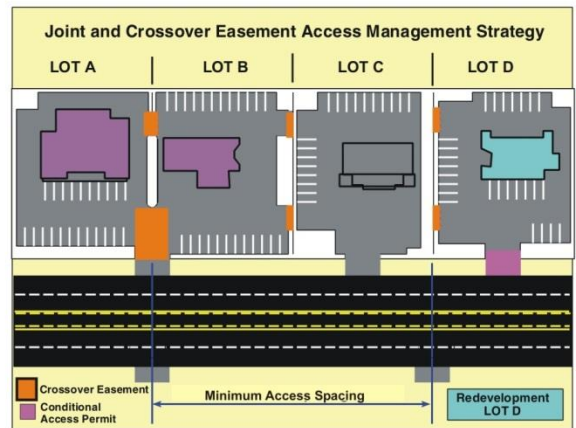 Joint and Crossover Easement Access Management Strategy
LOT A LOT B LOT C LOT D
Crossover Easement
Conditional
Access Permit
Minimum Access Spacing
Redevelopment
LOT D